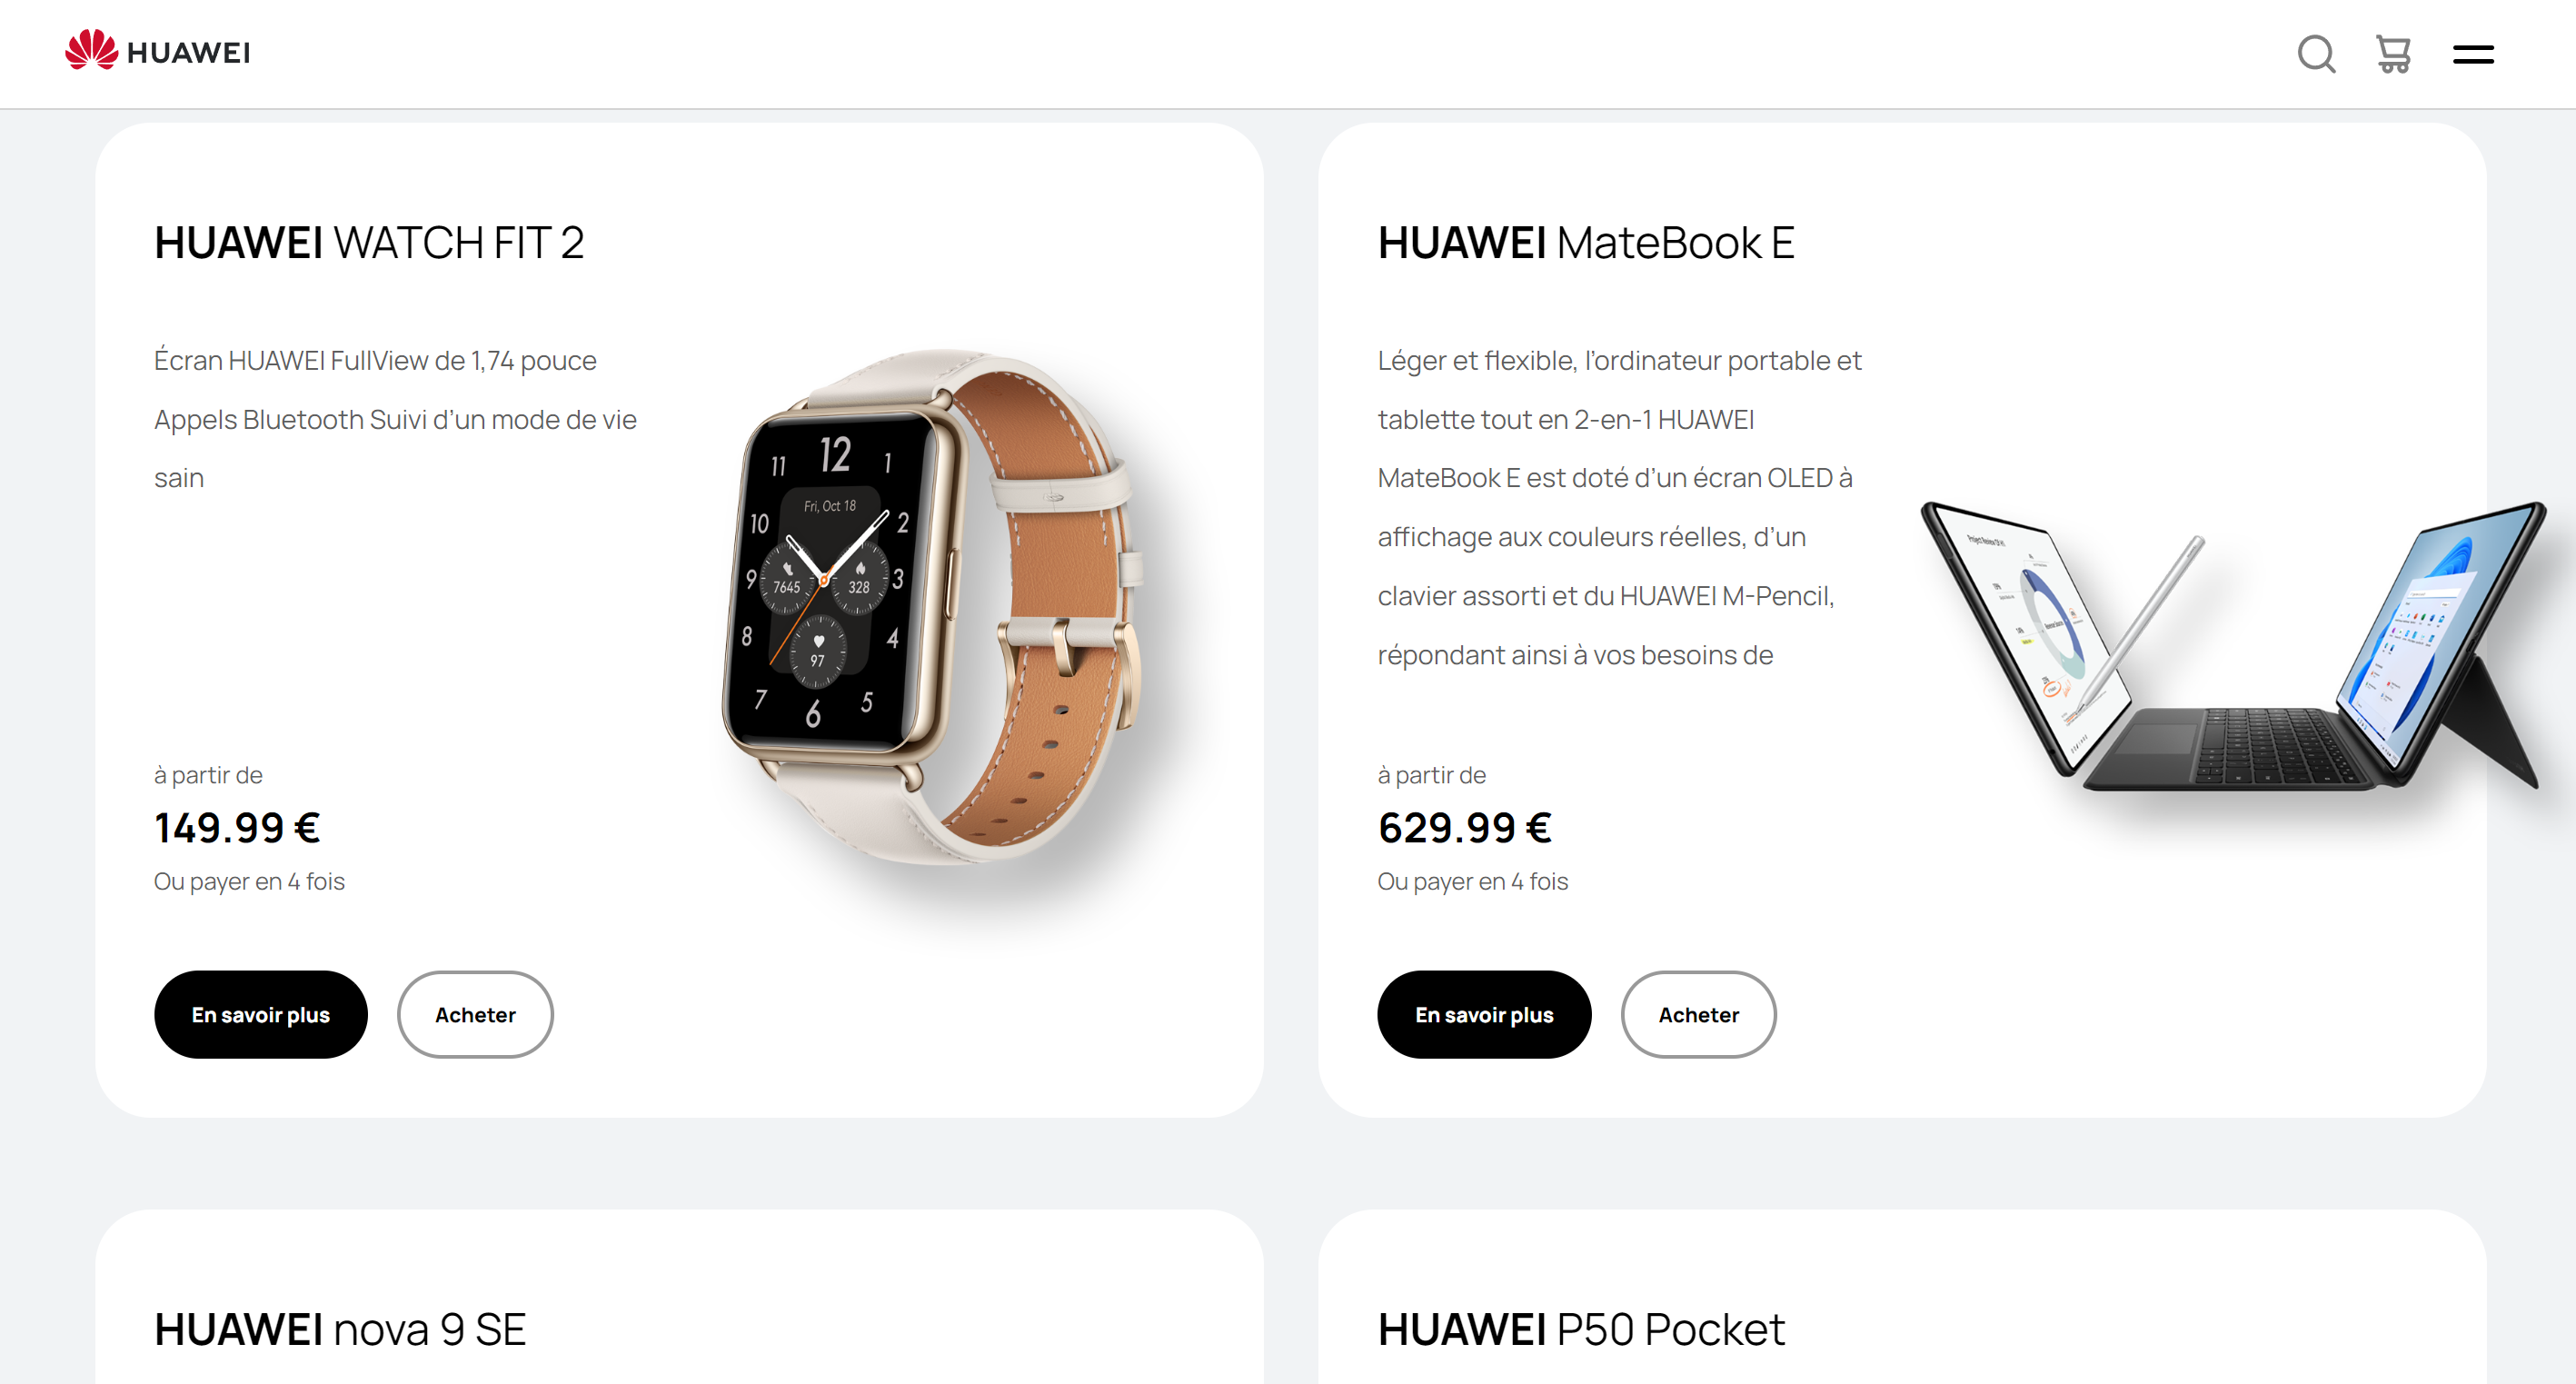 HUAWEI
HUAWEI WATCH FIT 2
Écran HUAWEI FullView de 1,74 pouce
Appels Bluetooth Suivi d’un mode de vie
sain
12
11
1
Fri, Oct 18
10
2
9
7645
328
3
8
4
97
7
5
6
à partir de
149.99 €
Ou payer en 4 fois
En savoir plus
Acheter
HUAWEI MateBook E
Léger et flexible, l’ordinateur portable et
tablette tout en 2-en-1 HUAWEI
MateBook E est doté d’un écran OLED à
affichage aux couleurs réelles, d’un
clavier assorti et du HUAWEI M-Pencil,
répondant ainsi à vos besoins de
à partir de
629.99 €
Ou payer en 4 fois
En savoir plus
Acheter
HUAWEI nova 9 SE
HUAWEI P50 Pocket